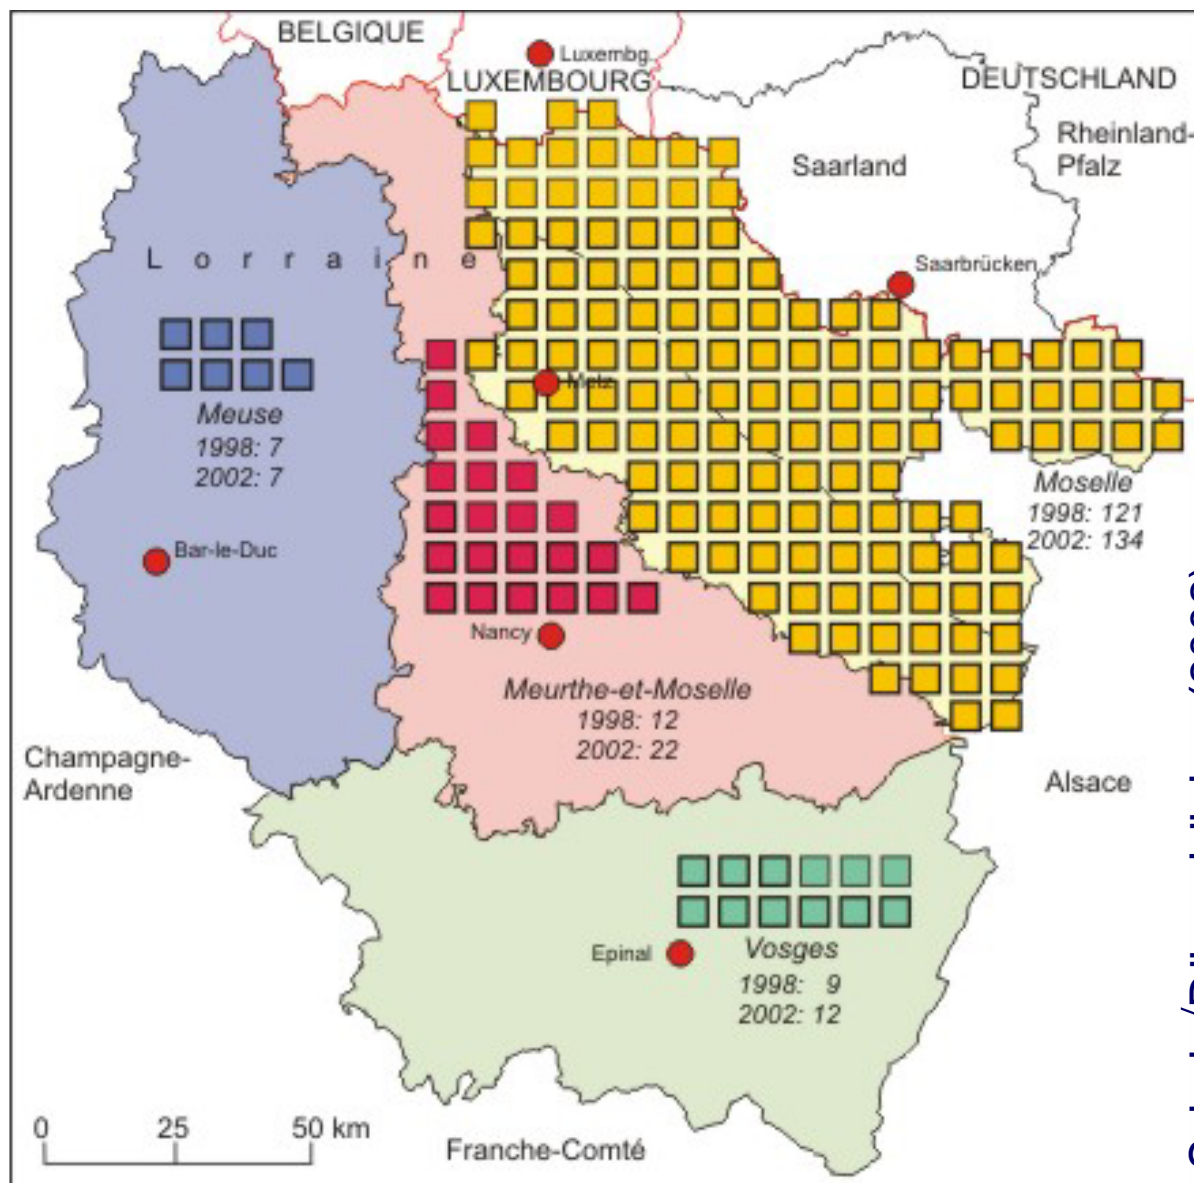 BELGIQUE
Luxembg.
LUXEMBOURG
DEUTSCHLAND
Rheinland-
Pfalz
Saarland
Lorraine
Saarbrücken
Metz
Meuse
1998: 7
2002: 7
Moselle
1998: 121
2002: 134
Bar-le-Duc
Nancy
Meurthe-et-Moselle
1998: 12
2002: 22
Champagne-
Ardenne
Alsace
Epinal
Vosges
1998: 9
2002: 12
0 25 50 km
Franche-Comté